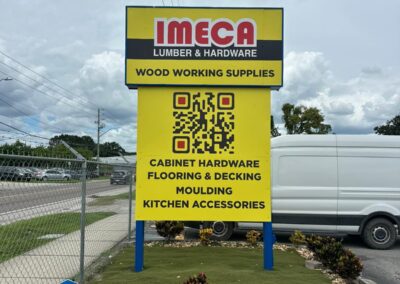 IMECA
LUMBER & HARDWARE
WOOD WORKING SUPPLIES
CABINET HARDWARE
FLOORING & DECKING
MOULDING
KITCHEN ACCESSORIES